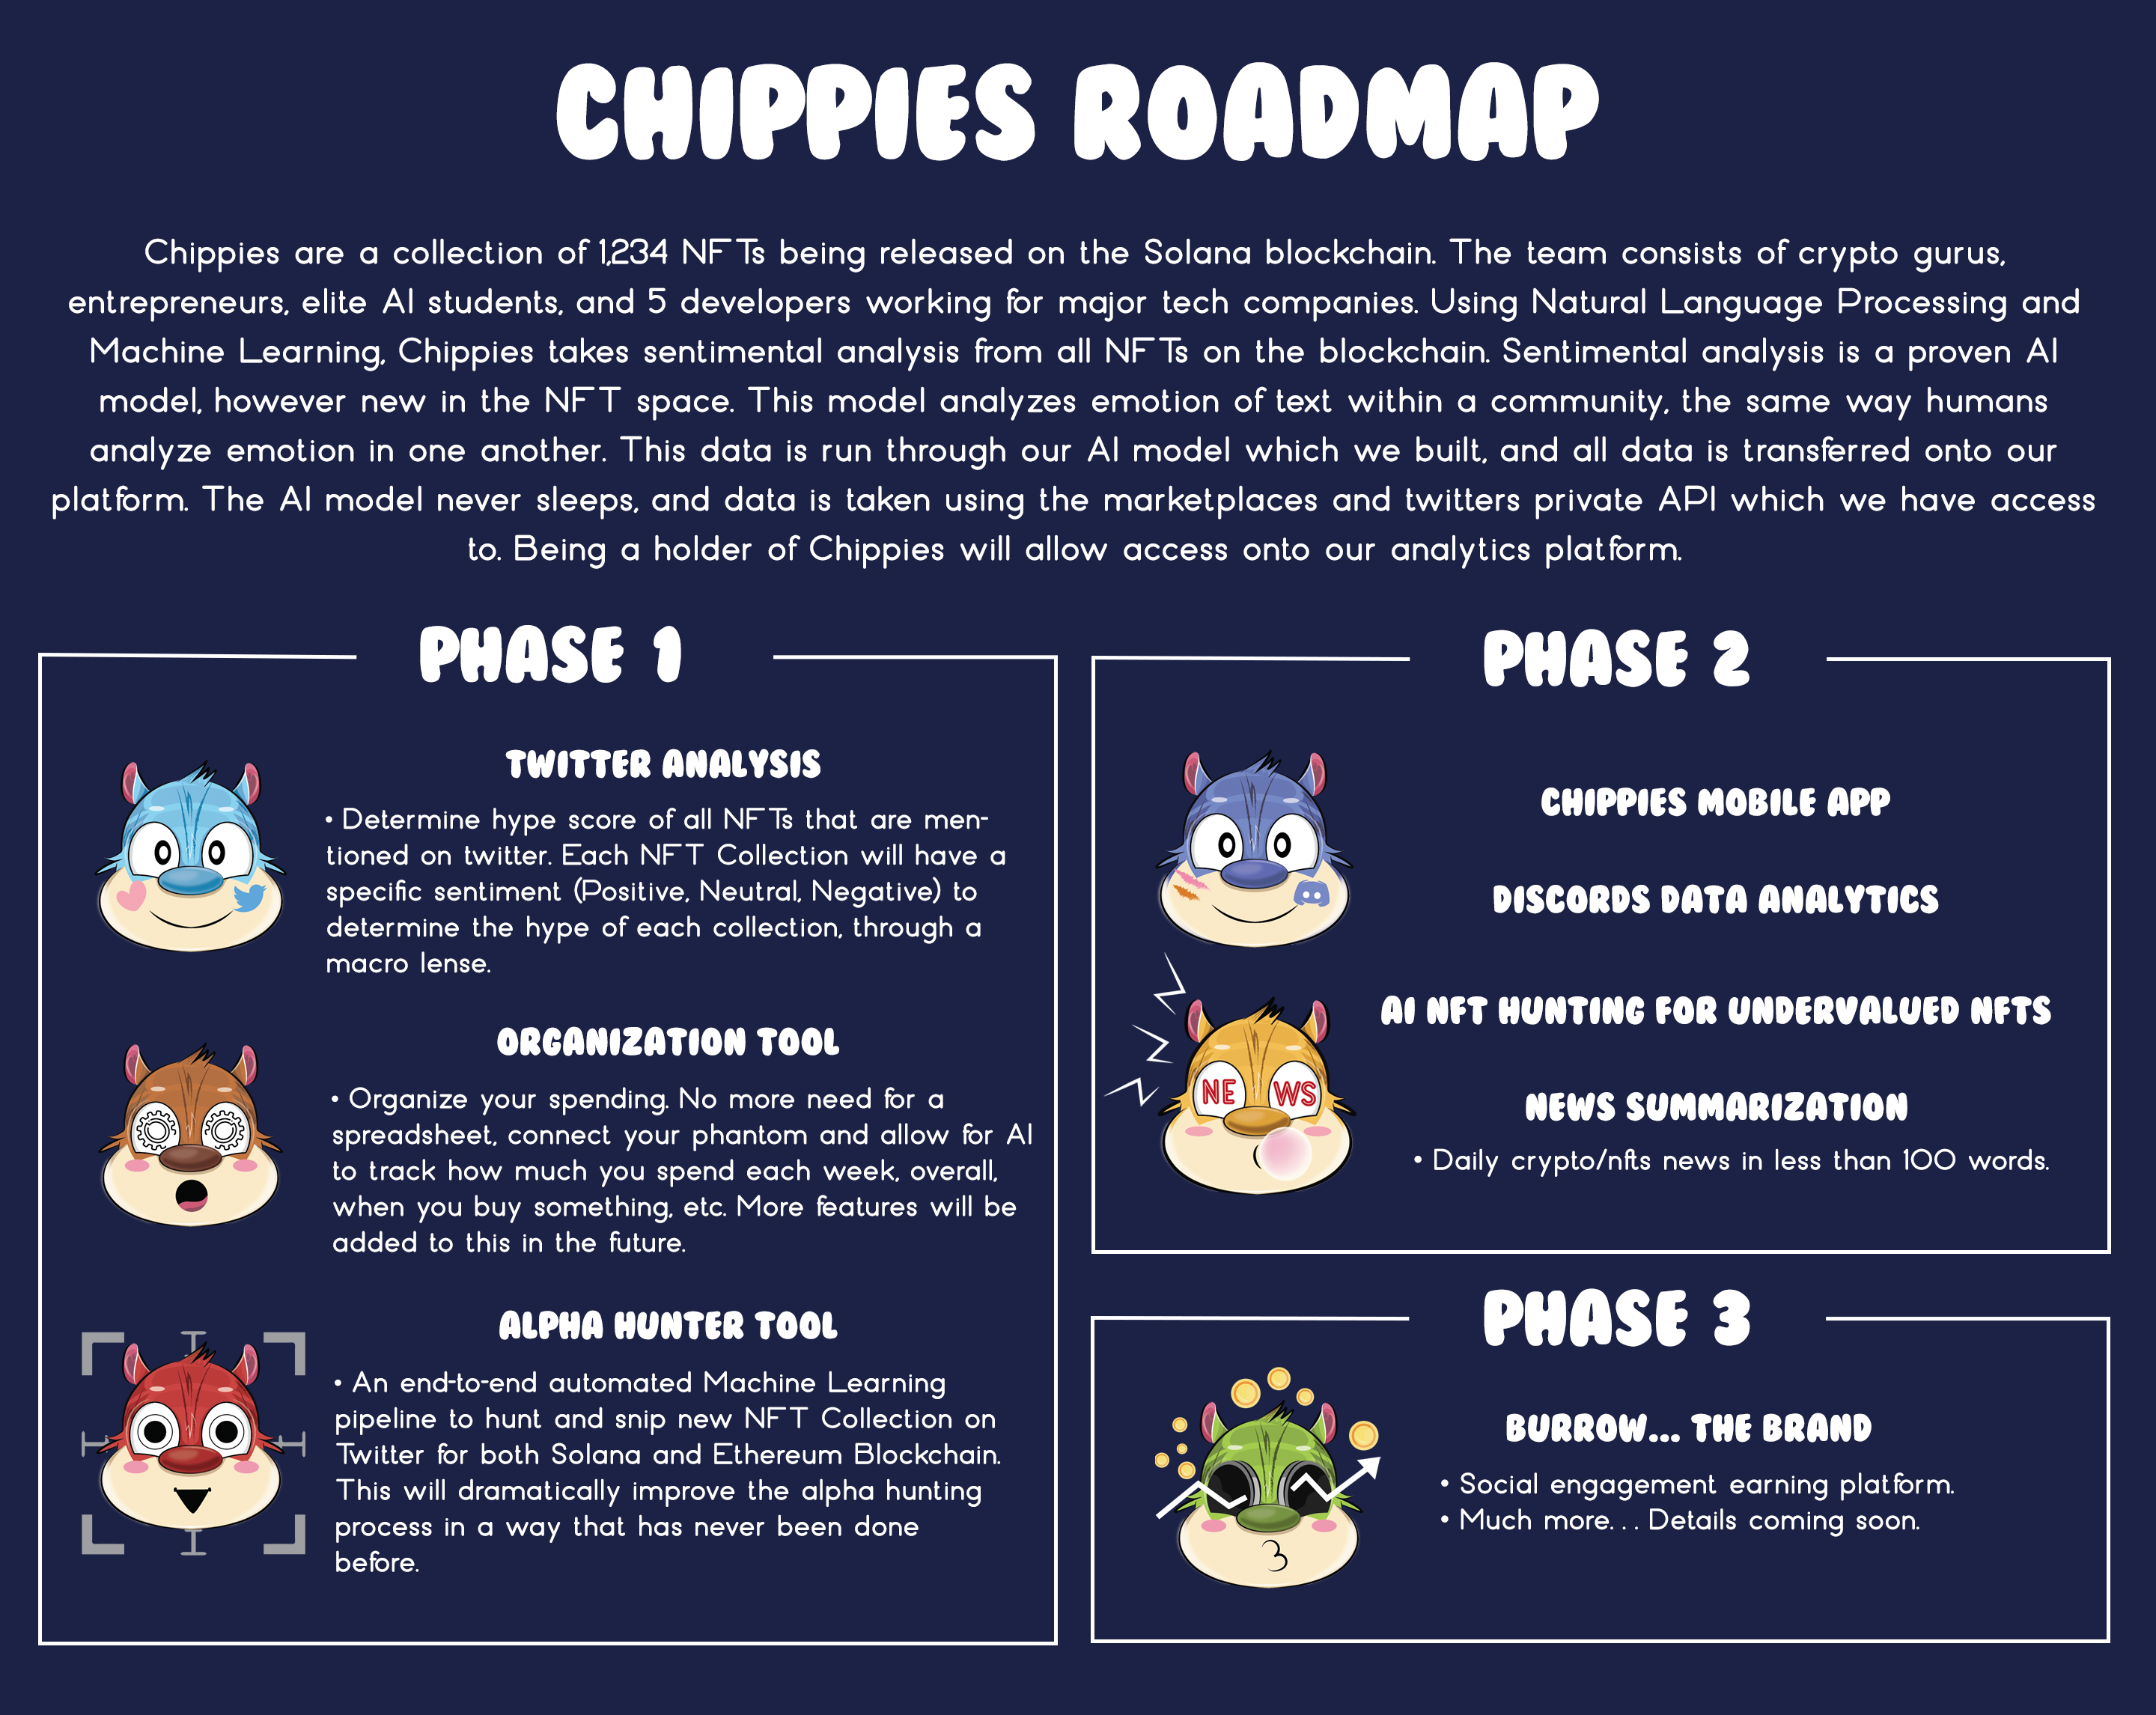 CHIPPIES ROADMAP
Chippies are a collection of 1,234 NFTs being released on the Solana blockchain. The team consists of crypto gurus,
entrepreneurs, elite AI students, and 5 developers working for major tech companies. Using Natural Language Processing and
Machine Learning, Chippies takes sentimental analysis from all NFTs on the blockchain. Sentimental analysis is a proven AI
model, however new in the NFT space. This model analyzes emotion of text within a community, the same way humans
analyze emotion in one another. This data is run through our AI model which we built, and all data is transferred onto our
platform. The AI model never sleeps, and data is taken using the marketplaces and twitters private API which we have access
to. Being a holder of Chippies will allow access onto our analytics platform.
PHASE 1
TWITTER ANALYSIS
• Determine hype score of all NFTs that are men-
tioned on twitter. Each NFT Collection will have a
specific sentiment (Positive, Neutral, Negative) to
determine the hype of each collection, through a
macro lense.
ORGANIZATION TOOL
• Organize your spending. No more need for a
spreadsheet, connect your phantom and allow for AI
to track how much you spend each week, overall,
when you buy something, etc. More features will be
added to this in the future.
ALPHA HUNTER TOOL
• An end-to-end automated Machine Learning
pipeline to hunt and snip new NFT Collection on
Twitter for both Solana and Ethereum Blockchain.
This will dramatically improve the alpha hunting
process in a way that has never been done
before.
PHASE 2
CHIPPIES MOBILE APP
DISCORDS DATA ANALYTICS
AI NFT HUNTING FOR UNDERVALUED NFTS
NE WS
NEWS SUMMARIZATION
• Daily crypto/nfts news in less than 100 words.
PHASE 3
BURROW... THE BRAND
• Social engagement earning platform.
• Much more... Details coming soon.